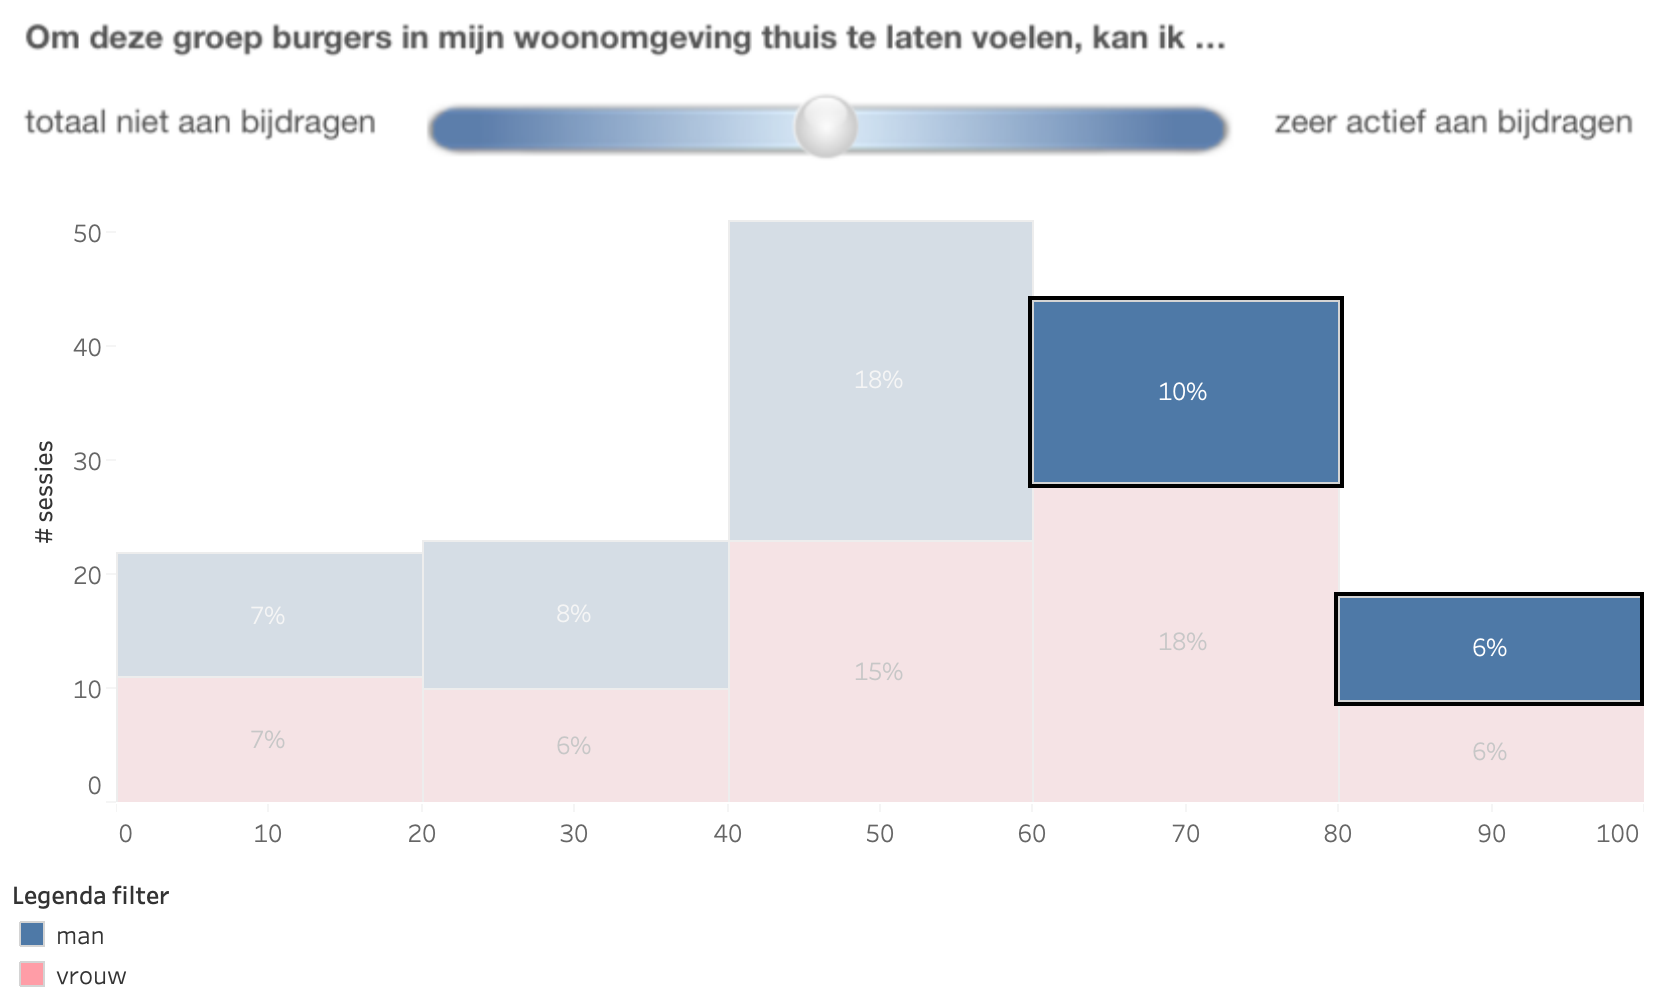 Om deze groep burgers in mijn woonomgeving thuis te laten voelen, kan ik ...
totaal niet aan bijdragen
zeer actief aan bijdragen
50
40
30
20
10
0
# sessies
18%
10%
7%
8%
15%
18%
6%
7%
6%
6%
0 10 20 30 40 50 60 70 80 90 100
Legenda filter
man
vrouw